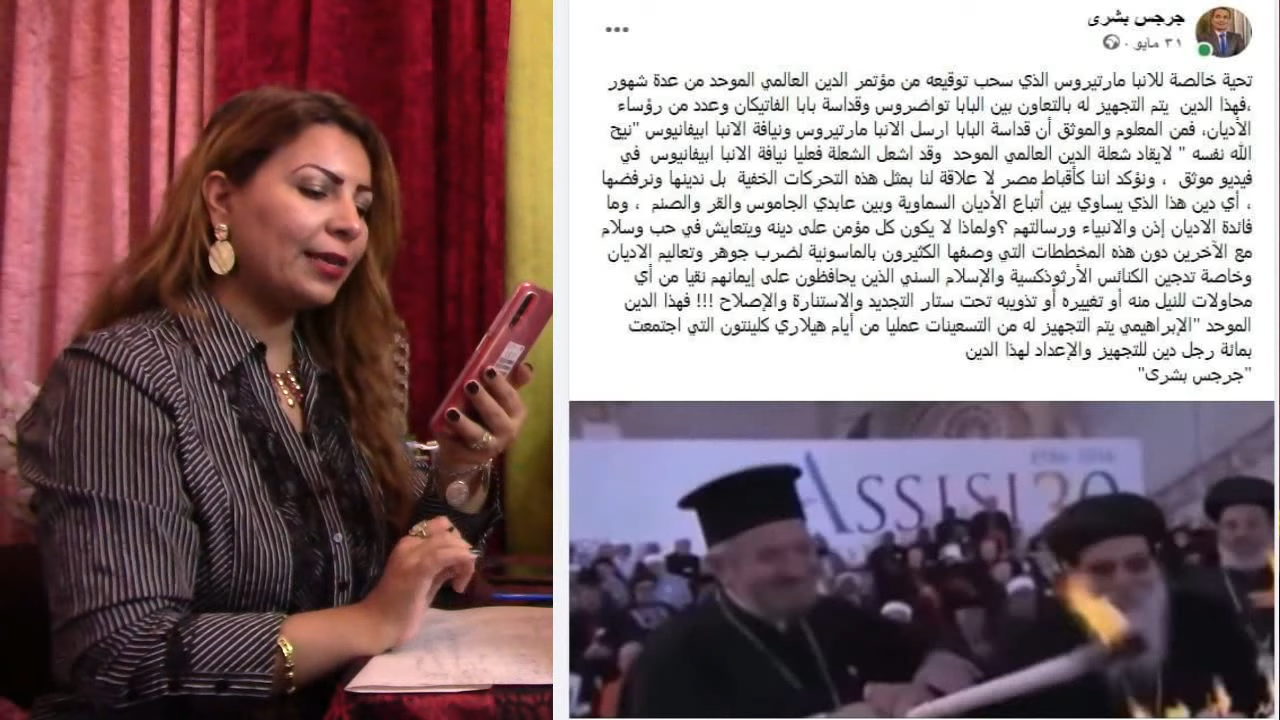 جرجس بشرى
٣١ مايو ·
تحية خالصة للانبا مارتيروس الذي سحب توقيعه من مؤتمر الدين العالمي الموحد من عدة شهور
،فهذا الدين يتم التجهيز له بالتعاون بين البابا تواضروس وقداسة بابا الفاتيكان وعدد من رؤساء
الأديان، فمن المعلوم والموثق أن قداسة البابا ارسل الانبا مارتيروس ونيافة الانبا ابيفانيوس "نيح
الله نفسه " لايقاد شعلة الدين العالمي الموحد وقد اشعل الشعلة فعليا نيافة الانبا ابيفانيوس في
فيديو موثق ، ونؤكد اننا كأقباط مصر لا علاقة لنا بمثل هذه التحركات الخفية بل ندينها ونرفضها
، أي دين هذا الذي يساوي بين أتباع الأديان السماوية وبين عابدي الجاموس والقر والصنم ، وما
فائدة الاديان إذن والانبياء ورسالتهم ؟ولماذا لا يكون كل مؤمن على دينه ويتعايش في حب وسلام
مع الآخرين دون هذه المخططات التي وصفها الكثيرون بالماسونية لضرب جوهر وتعاليم الاديان
وخاصة تدجين الكنائس الأرثوذكسية والإسلام السني الذين يحافظون على إيمانهم نقيا من أي
محاولات للنيل منه أو تغييره أو تذويبه تحت ستار التجديد والاستنارة والإصلاح !!! فهذا الدين
الموحد "الإبراهيمي يتم التجهيز له من التسعينات عمليا من أيام هيلاري كلينتون التي اجتمعت
بمائة رجل دين للتجهيز والإعداد لهذا الدين
"جرجس بشرى"
ASSISI30